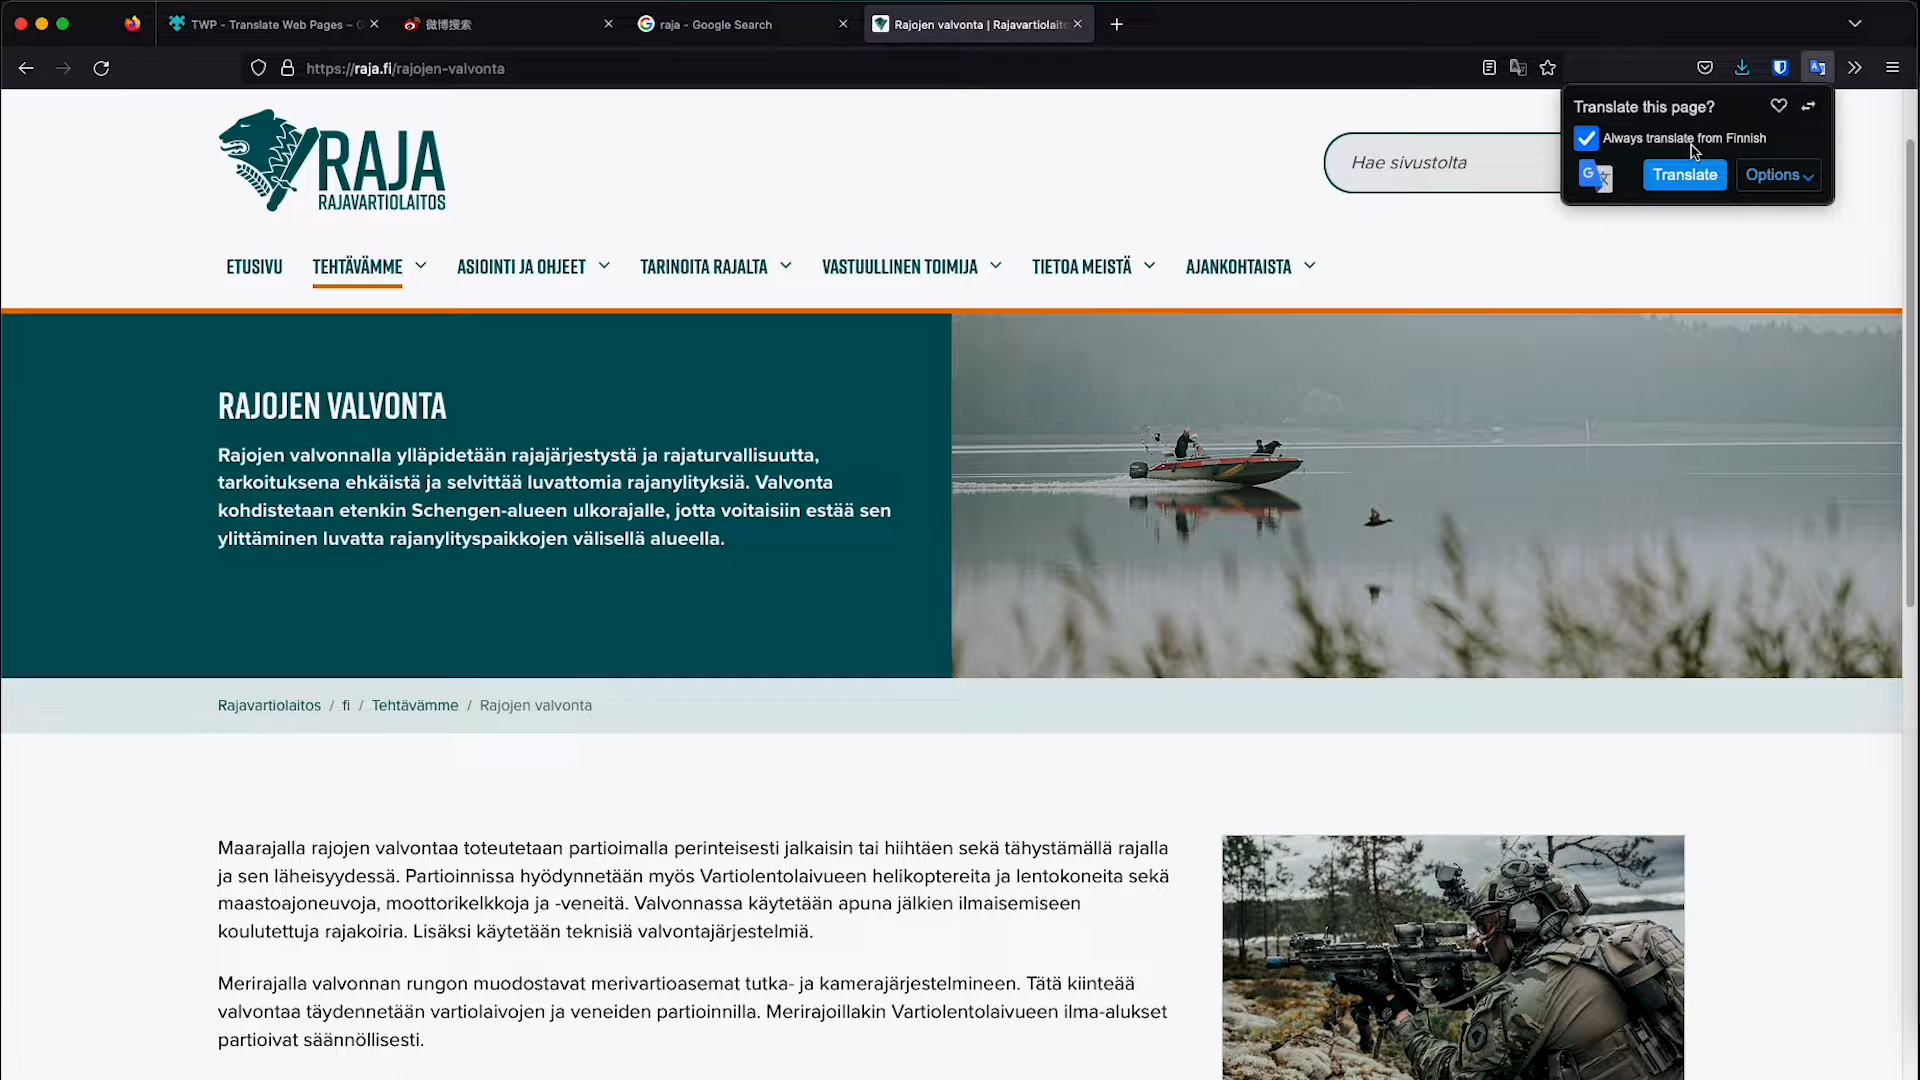 TWP - Translate Web Pages – G
微博搜索
raja - Google Search
Rajojen valvonta | Rajavartiolaito
https://raja.fi/rajojen-valvonta
Translate this page?
Always translate from Finnish
Translate
Options
RAJA
RAJAVARTIOLAITOS
Hae sivustolta
ETUSIVU
TEHTÄVÄMME
ASIOINTI JA OHJEET
TARINOITA RAJALTA
VASTUULLINEN TOIMIJA
TIETOA MEISTÄ
AJANKOHTAISTA
RAJOJEN VALVONTA
Rajojen valvonnalla ylläpidetään rajajärjestystä ja rajaturvallisuutta,
tarkoituksena ehkäistä ja selvittää luvattomia rajanylityksiä. Valvonta
kohdistetaan etenkin Schengen-alueen ulkorajalle, jotta voitaisiin estää sen
ylittäminen luvatta rajanylityspaikkojen välisellä alueella.
Rajavartiolaitos / fi / Tehtävämme / Rajojen valvonta
Maarajalla rajojen valvontaa toteutetaan partioimalla perinteisesti jalkaisin tai hiihtäen sekä tähystämällä rajalla
ja sen läheisyydessä. Partioinnissa hyödynnetään myös Vartiolentolaivueen helikoptereita ja lentokoneita sekä
maastoajoneuvoja, moottorikelkkoja ja -veneitä. Valvonnassa käytetään apuna jälkien ilmaisemiseen
koulutettuja rajakoiria. Lisäksi käytetään teknisiä valvontajärjestelmiä.
Merirajalla valvonnan rungon muodostavat merivartioasemat tutka- ja kamerajärjestelmineen. Tätä kiinteää
valvontaa täydennetään vartiolaivojen ja veneiden partioinnilla. Merirajoillakin Vartiolentolaivueen ilma-alukset
partioivat säännöllisesti.